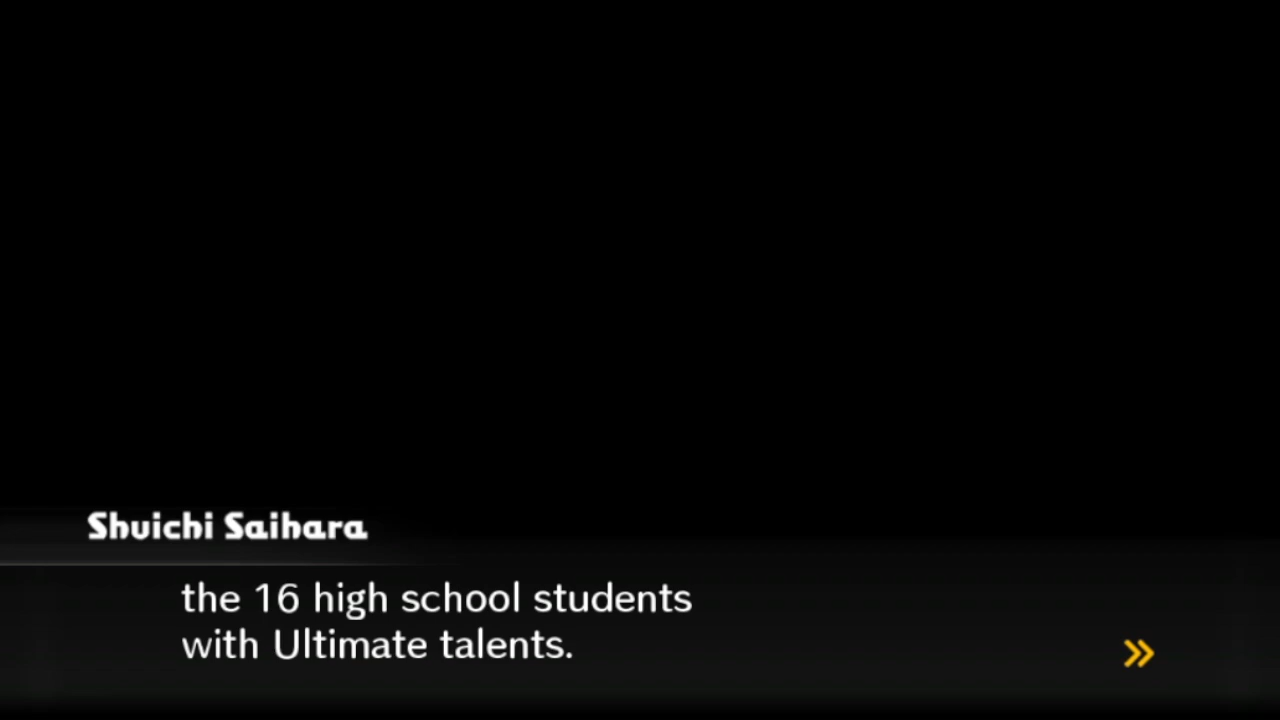 Shuichi Saihara
the 16 high school students
with Ultimate talents.